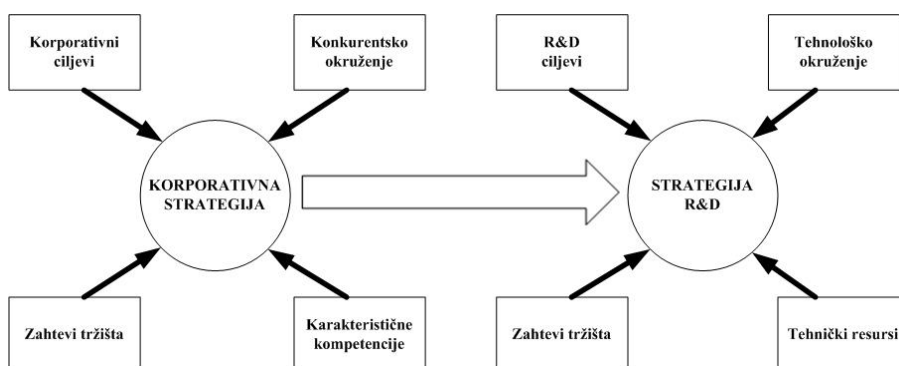 Korporativni
ciljevi
Konkurentsko
okruženje
R&D
ciljevi
Tehnološko
okruženje
KORPORATIVNA
STRATEGIJA
STRATEGIJA
R&D
Zahtevi tržišta
Karakteristične
kompetencije
Zahtevi tržišta
Tehnički resursi